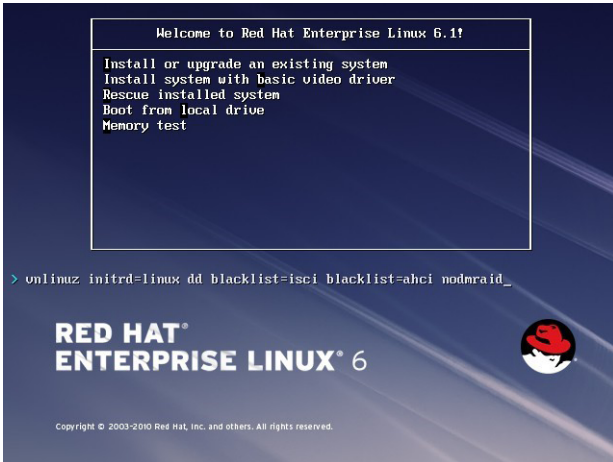 Welcome to Red Hat Enterprise Linux 6.1!
Install or upgrade an existing system
Install system with basic video driver
Rescue installed system
Boot from local drive
Memory test
> vmlinuz initrd=linux dd blacklist=isci blacklist=ahci nodmraid_
RED HAT®
ENTERPRISE LINUX® 6
Copyright © 2003-2010 Red Hat, Inc. and others. All rights reserved.